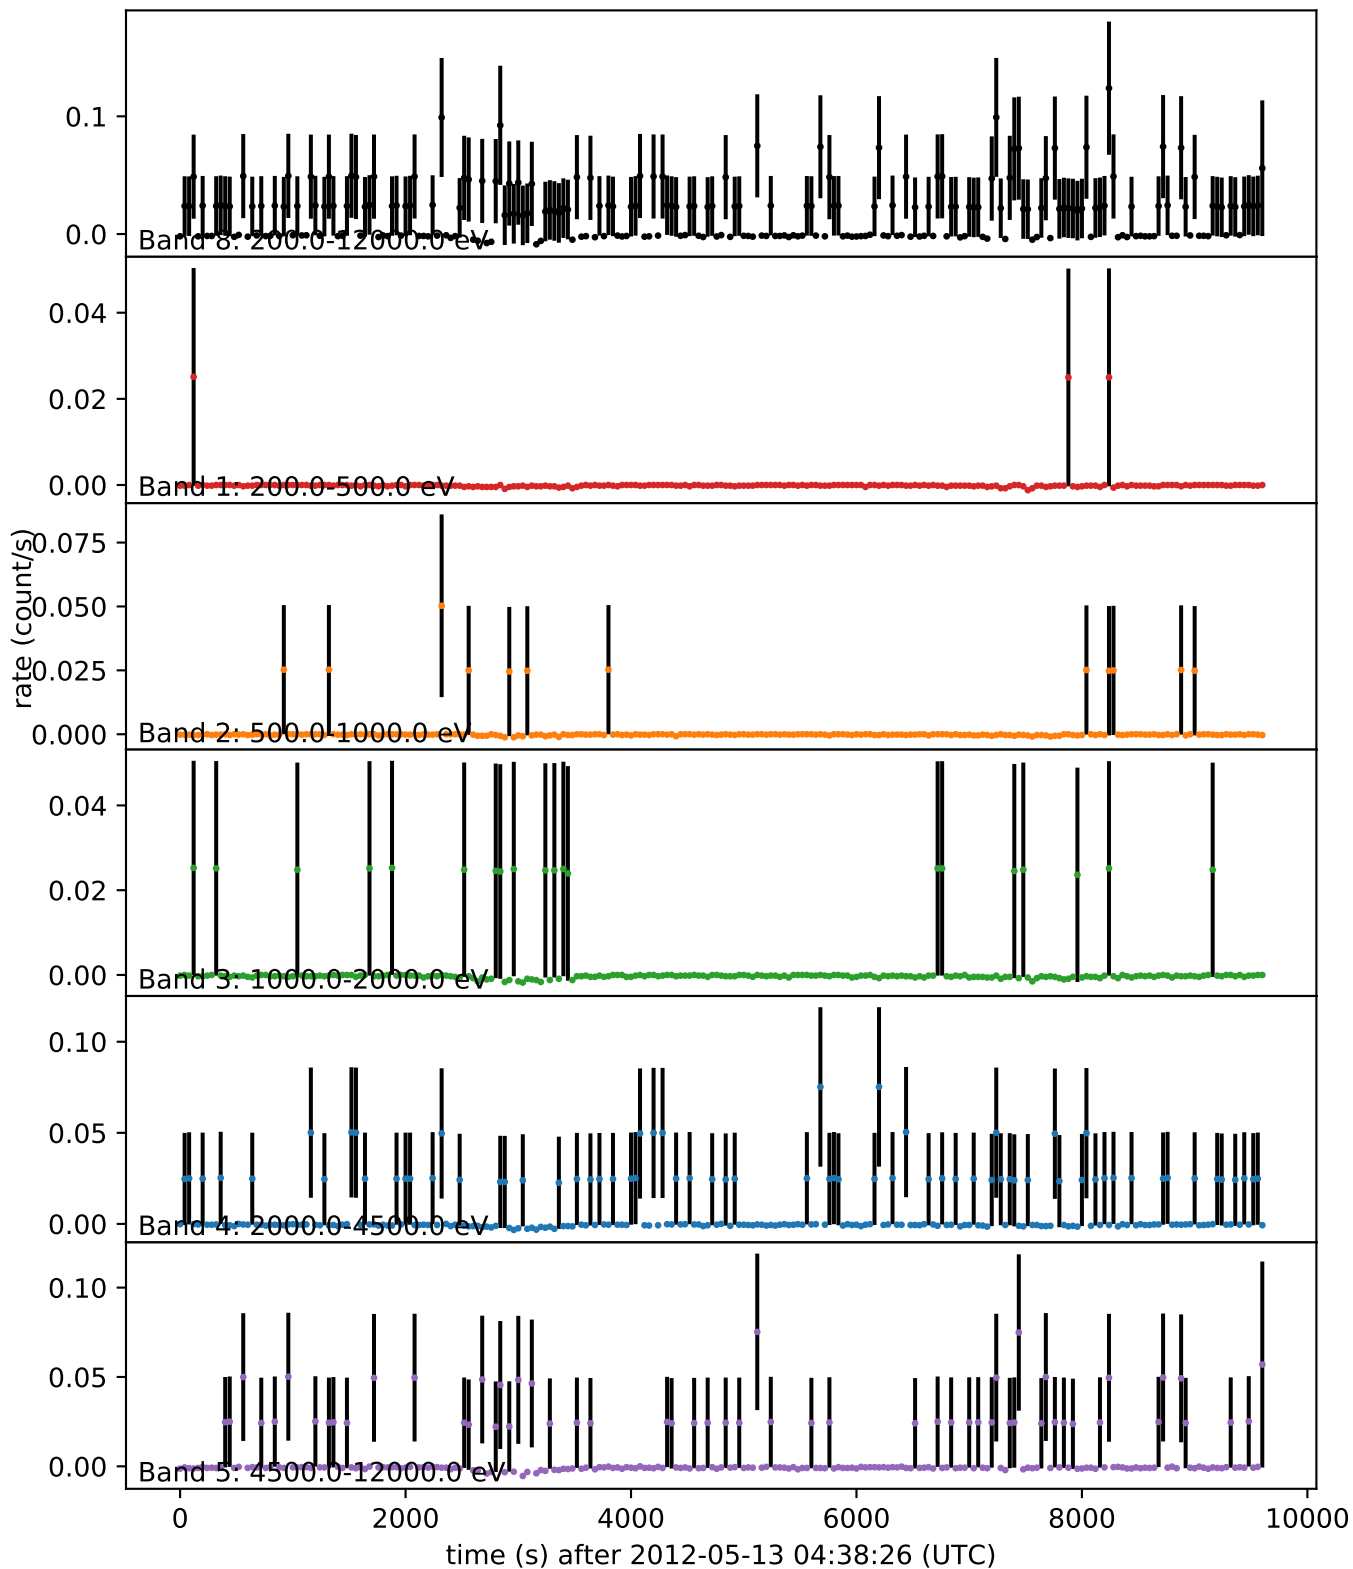 0.1
0.0
Band 8: 200.0-12000.0 eV
0.04
0.02
0.00
Band 1: 200.0-500.0 eV
rate (count/s)
0.075
0.050
0.025
0.000
Band 2: 500.0-1000.0 eV
0.04
0.02
0.00
Band 3: 1000.0-2000.0 eV
0.10
0.05
0.00
Band 4: 2000.0-4500.0 eV
0.10
0.05
0.00
Band 5: 4500.0-12000.0 eV
0 2000 4000 6000 8000 10000
time (s) after 2012-05-13 04:38:26 (UTC)